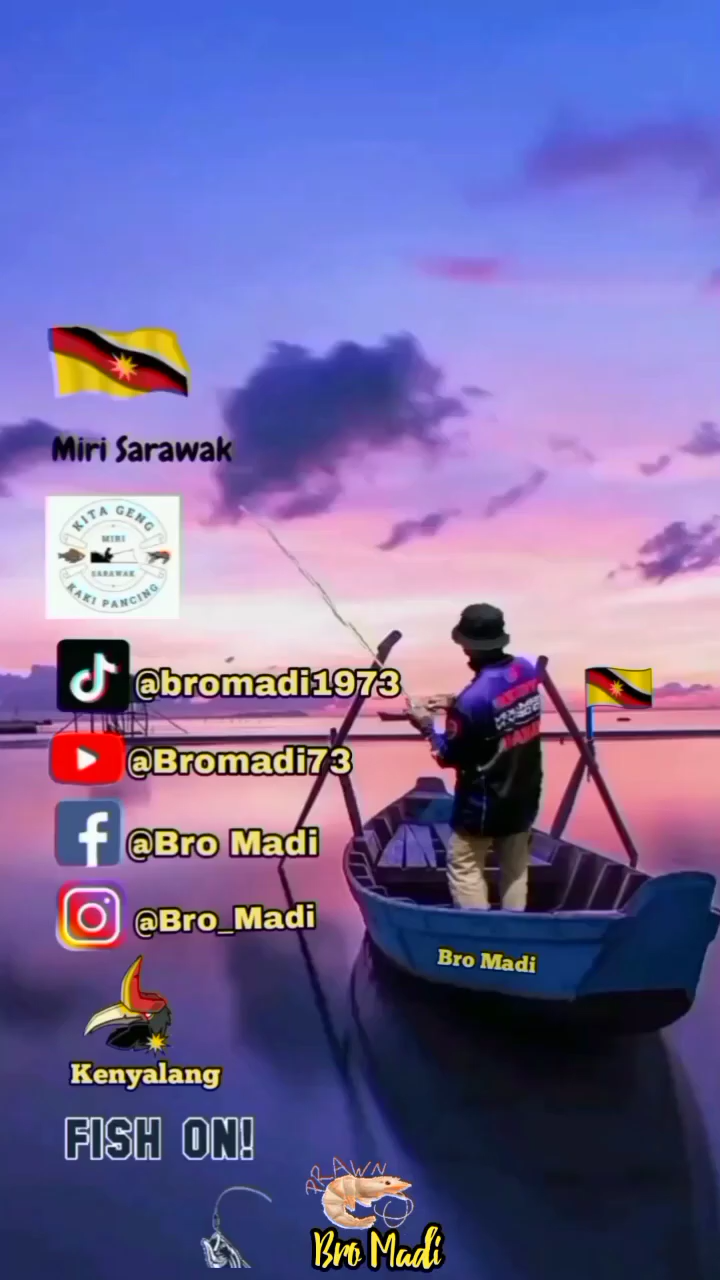 Miri Sarawak
KITA GENG
MIRI
SARAWAK
KAKI PANCING
@bromadi1973
@Bromadi73
@Bro Madi
@Bro_Madi
Bro Madi
Kenyalang
FISH ON!
PRAWN
Bro Madi